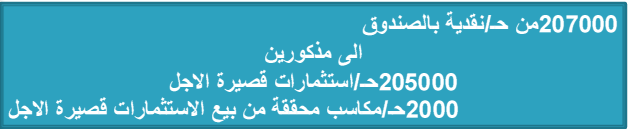 207000من حـ/نقدية بالصندوق
الى مذكورين
205000حـ/استثمارات قصيرة الاجل
2000حـ/مكاسب محققة من بيع الاستثمارات قصيرة الاجل